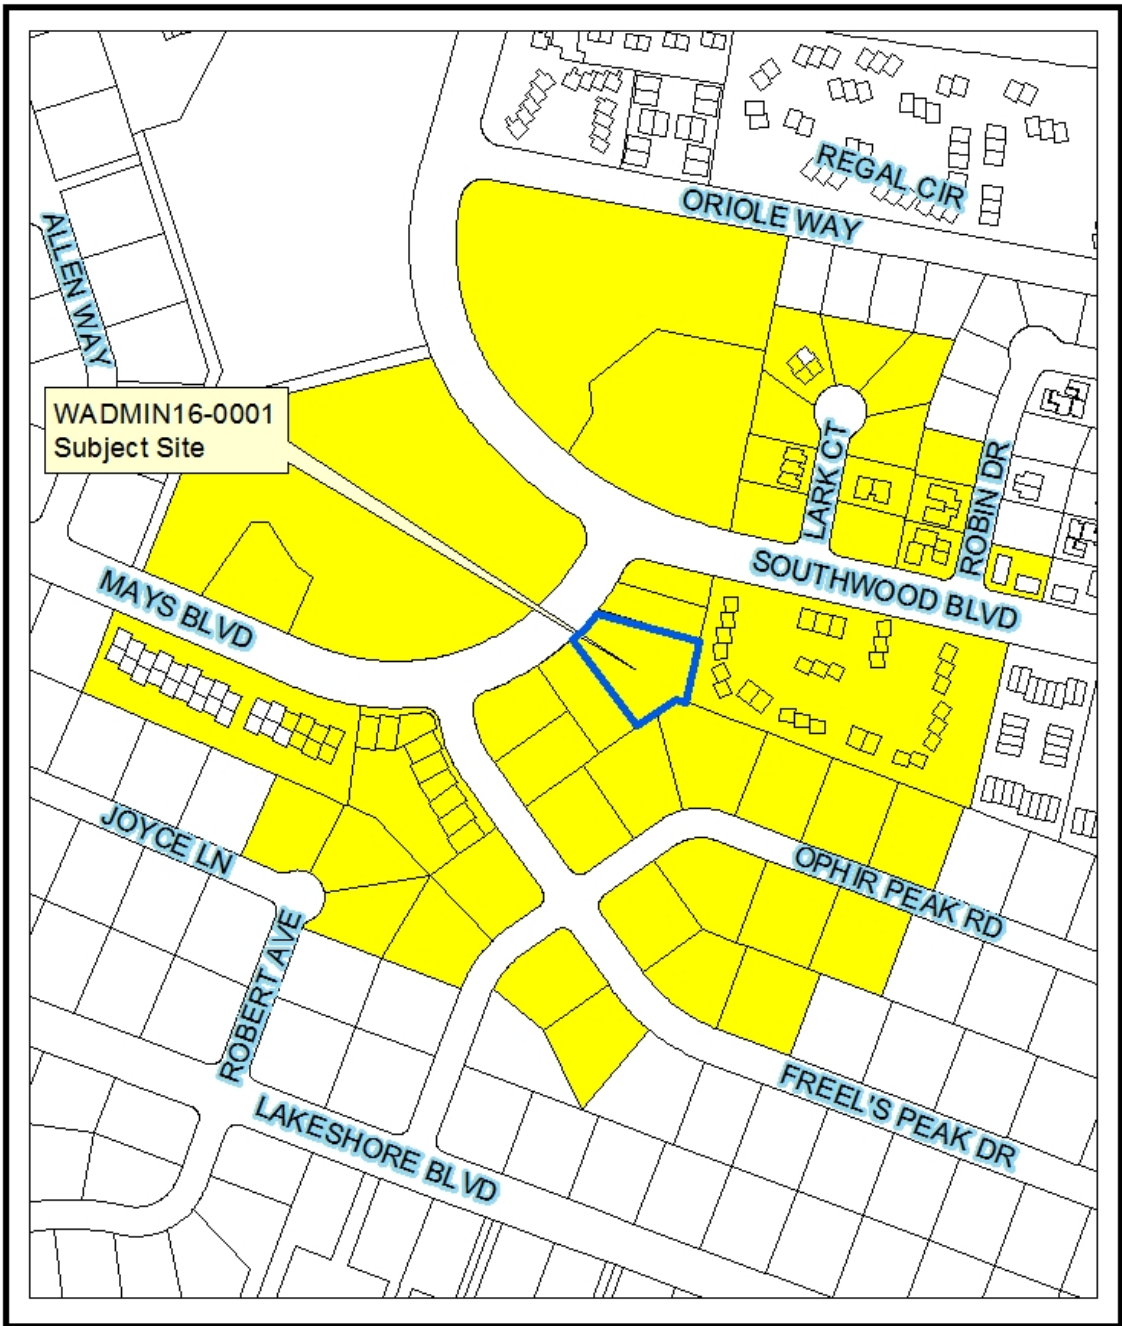 REGAL CIR
ORIOLE WAY
ALLEN WAY
WADMIN16-0001
Subject Site
LARK CT
ROBIN DR
SOUTHWOOD BLVD
MAYS BLVD
JOYCE LN
OPHIR PEAK RD
ROBERT AVE
FREEL'S PEAK DR
LAKESHORE BLVD